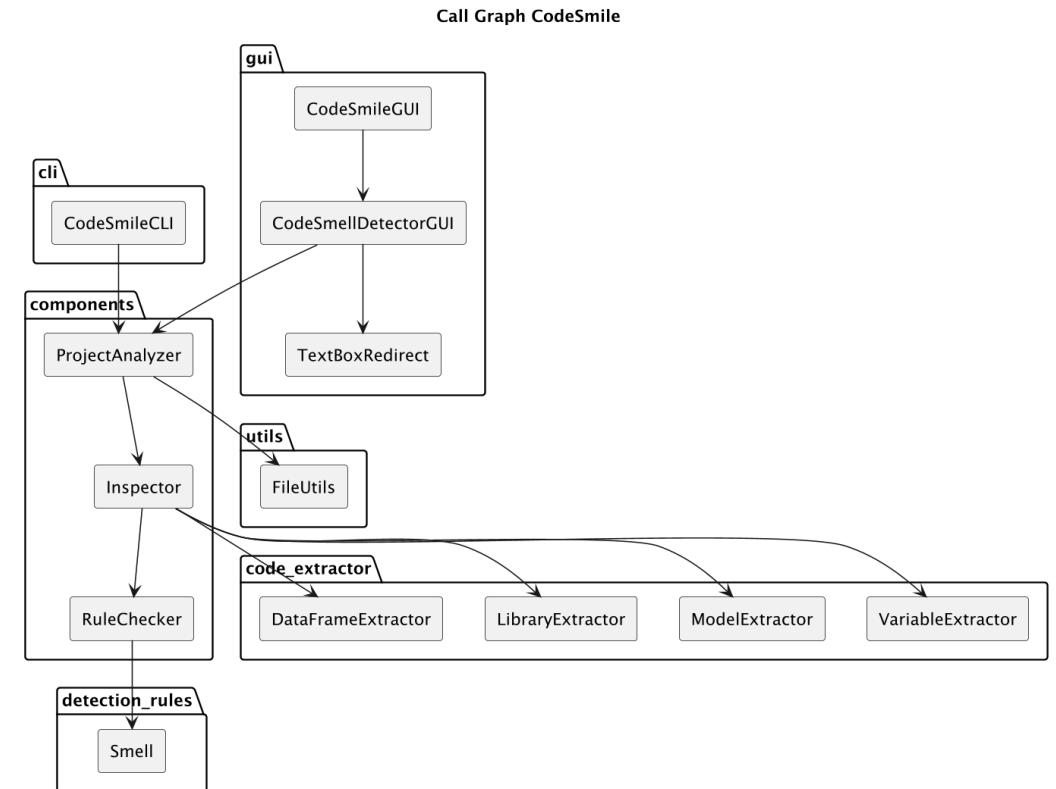 Call Graph CodeSmile
gui
CodeSmileGUI
cli
CodeSmileCLI
CodeSmellDetectorGUI
components
ProjectAnalyzer
TextBoxRedirect
utils
Inspector
FileUtils
code_extractor
RuleChecker
DataFrameExtractor
LibraryExtractor
ModelExtractor
VariableExtractor
detection_rules
Smell